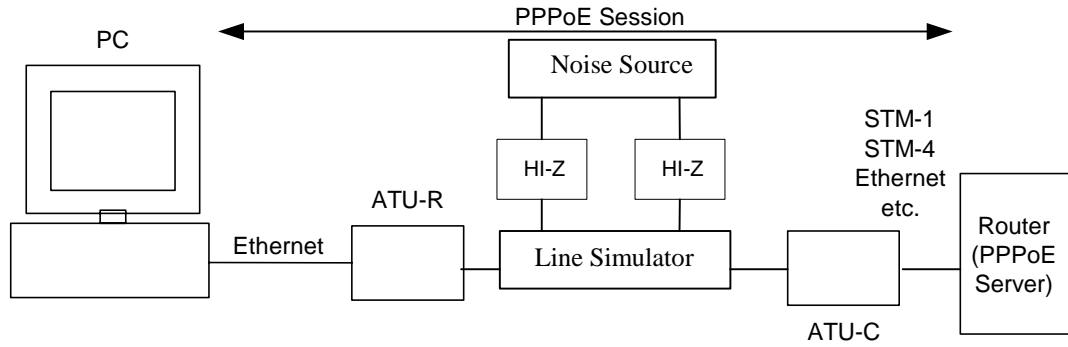 PPPoE Session
PC
Noise Source
STM-1
STM-4
Ethernet
etc.
HI-Z
HI-Z
ATU-R
Router
(PPPoE
Server)
Ethernet
Line Simulator
ATU-C